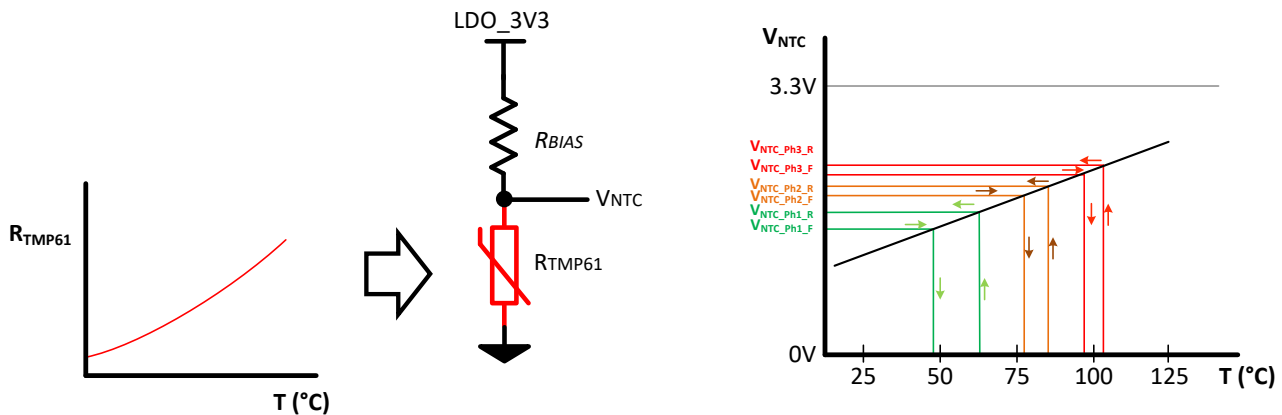 LDO_3V3
RBIAS
VNTC
RTMP61
RTMP61
T (°C)
VNTC
3.3V
VNTC_Ph3_R
VNTC_Ph3_F
VNTC_Ph2_R
VNTC_Ph2_F
VNTC_Ph1_R
VNTC_Ph1_F
0V
25 50 75 100 125 T (°C)